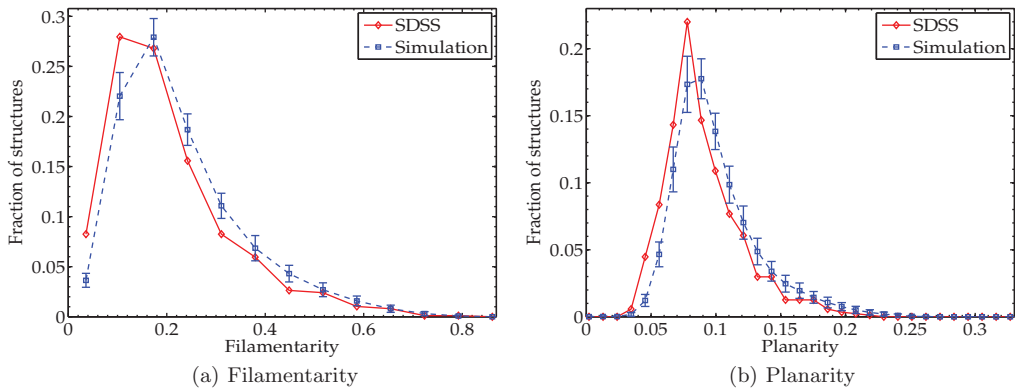 SDSS
Simulation
Fraction of structures
0.3
0.25
0.2
0.15
0.1
0.05
0
0 0.2 0.4 0.6 0.8
Filamentarity
(a) Filamentarity
SDSS
Simulation
Fraction of structures
0.2
0.15
0.1
0.05
0
0 0.05 0.1 0.15 0.2 0.25 0.3
Planarity
(b) Planarity